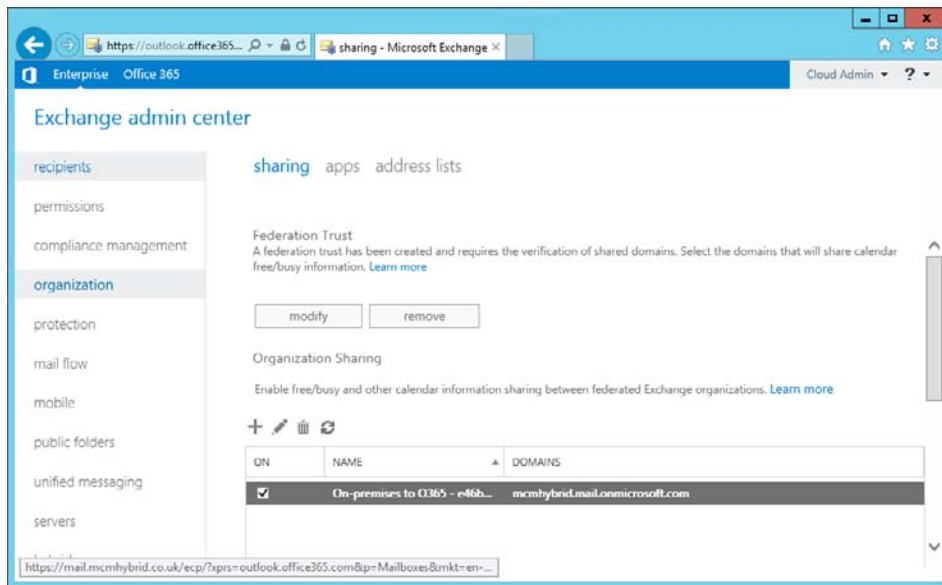 https://outlook.office365...
sharing - Microsoft Exchange
Enterprise Office 365
Cloud Admin ?
Exchange admin center
recipients
permissions
compliance management
organization
protection
mail flow
mobile
public folders
unified messaging
servers
sharing apps address lists
Federation Trust
A federation trust has been created and requires the verification of shared domains. Select the domains that will share calendar
free/busy information. Learn more
modify remove
Organization Sharing
Enable free/busy and other calendar information sharing between federated Exchange organizations. Learn more
ON NAME DOMAINS
On-premises to O365 - e46b... mcmhybrid.mail.onmicrosoft.com
https://mail.mcmhybrid.co.uk/ecp/?xprs=outlook.office365.com&p=Mailboxes&mkt=en-...